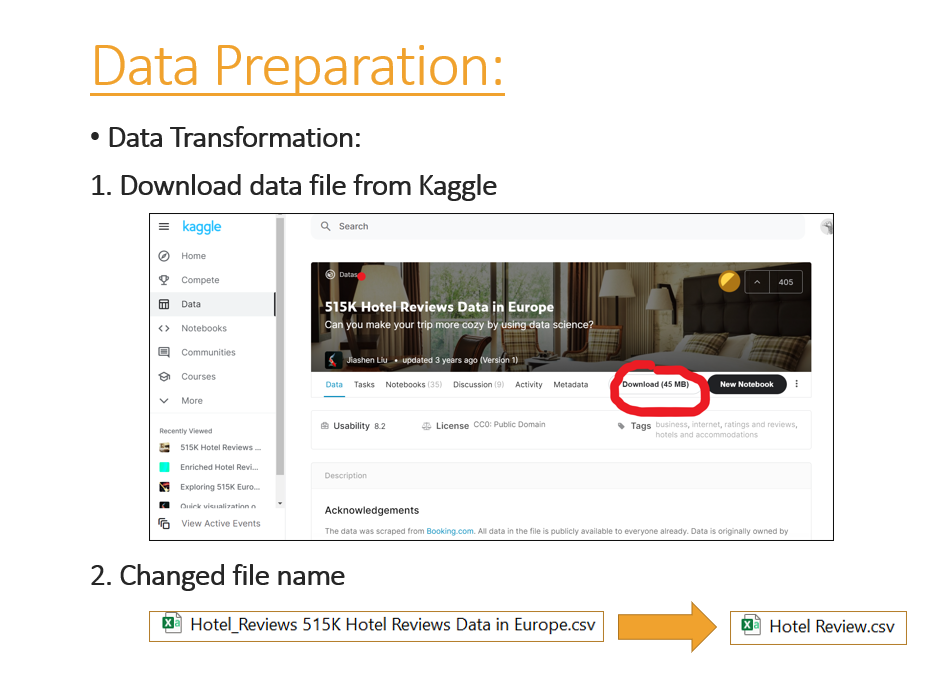 Data Preparation:
• Data Transformation:
1. Download data file from Kaggle
kaggle
Home
Compete
Data
Notebooks
Communities
Courses
More
Recently Viewed
515K Hotel Reviews ...
Enriched Hotel Revi...
Exploring 515K Euro...
Quick visualization o
View Active Events
Search
Datas
405
515K Hotel Reviews Data in Europe
Can you make your trip more cozy by using data science?
Jiashen Liu • updated 3 years ago (Version 1)
Data Tasks Notebooks (35) Discussion (9) Activity Metadata Download (45 MB) New Notebook
Usability 8.2 License CC0: Public Domain Tags business, internet, ratings and reviews,
hotels and accommodations
Description
Acknowledgements
The data was scraped from Booking.com. All data in the file is publicly available to everyone already. Data is originally owned by
2. Changed file name
Hotel_Reviews 515K Hotel Reviews Data in Europe.csv
Hotel Review.csv